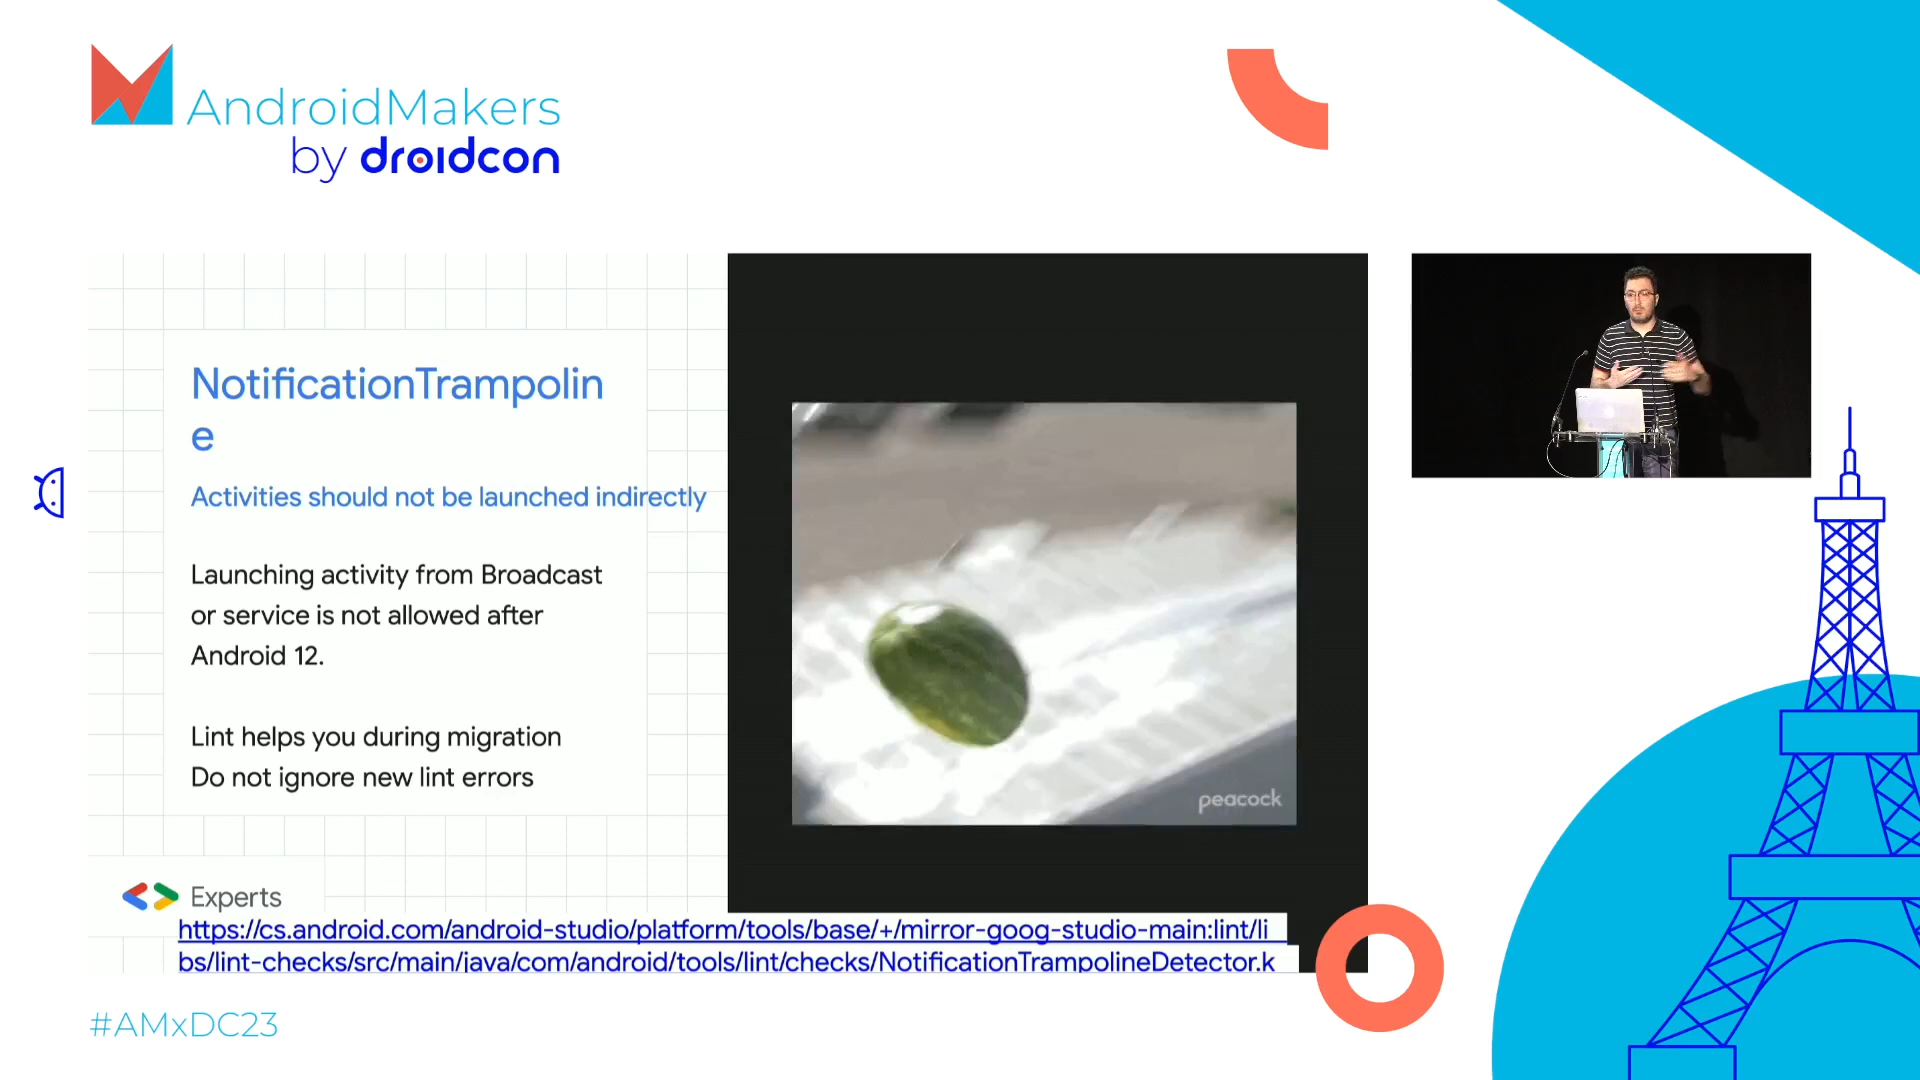 AndroidMakers
by droidcon
NotificationTrampolin
e
Activities should not be launched indirectly
Launching activity from Broadcast
or service is not allowed after
Android 12.
Lint helps you during migration
Do not ignore new lint errors
peacock
Experts
https://cs.android.com/android-studio/platform/tools/base/+/mirror-goog-studio-main:lint/li
bs/lint-checks/src/main/java/com/android/tools/lint/checks/NotificationTrampolineDetector.k
#AMxDC23